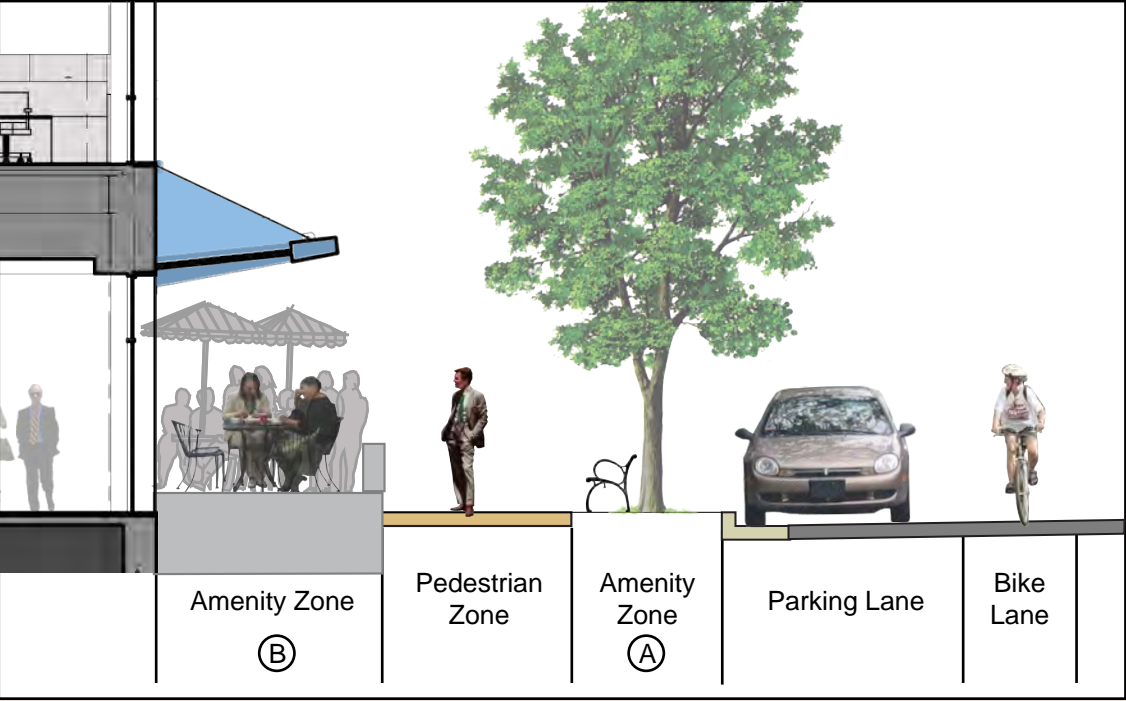 Amenity Zone
B
Pedestrian
Zone
Amenity
Zone
A
Parking Lane
Bike
Lane